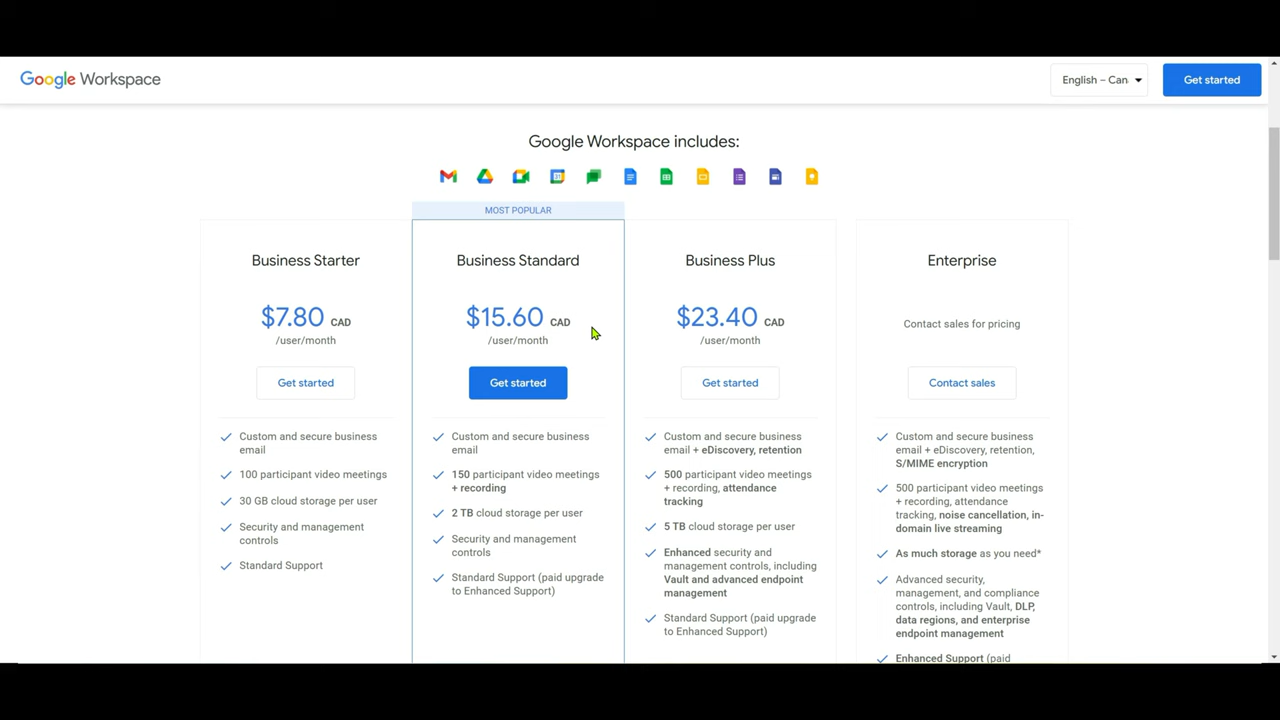 Google Workspace
English – Can
Get started
Google Workspace includes:
MOST POPULAR
Business Starter
$7.80 CAD
/user/month
Get started
Custom and secure business
email
100 participant video meetings
30 GB cloud storage per user
Security and management
controls
Standard Support
Business Standard
$15.60 CAD
/user/month
Get started
Custom and secure business
email
150 participant video meetings
+ recording
2 TB cloud storage per user
Security and management
controls
Standard Support (paid upgrade
to Enhanced Support)
Business Plus
$23.40 CAD
/user/month
Get started
Custom and secure business
email + eDiscovery, retention
500 participant video meetings
+ recording, attendance
tracking
5 TB cloud storage per user
Enhanced security and
management controls, including
Vault and advanced endpoint
management
Standard Support (paid upgrade
to Enhanced Support)
Enterprise
Contact sales for pricing
Contact sales
Custom and secure business
email + eDiscovery, retention,
S/MIME encryption
500 participant video meetings
+ recording, attendance
tracking, noise cancellation, in-
domain live streaming
As much storage as you need*
Advanced security,
management, and compliance
controls, including Vault, DLP,
data regions, and enterprise
endpoint management
Enhanced Support (paid